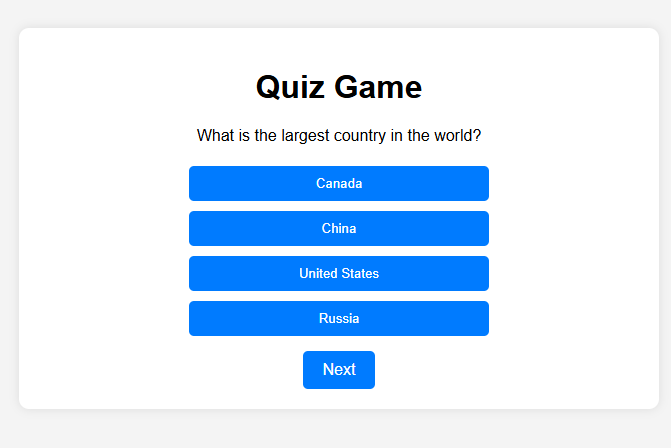 Quiz Game
What is the largest country in the world?
Canada
China
United States
Russia
Next